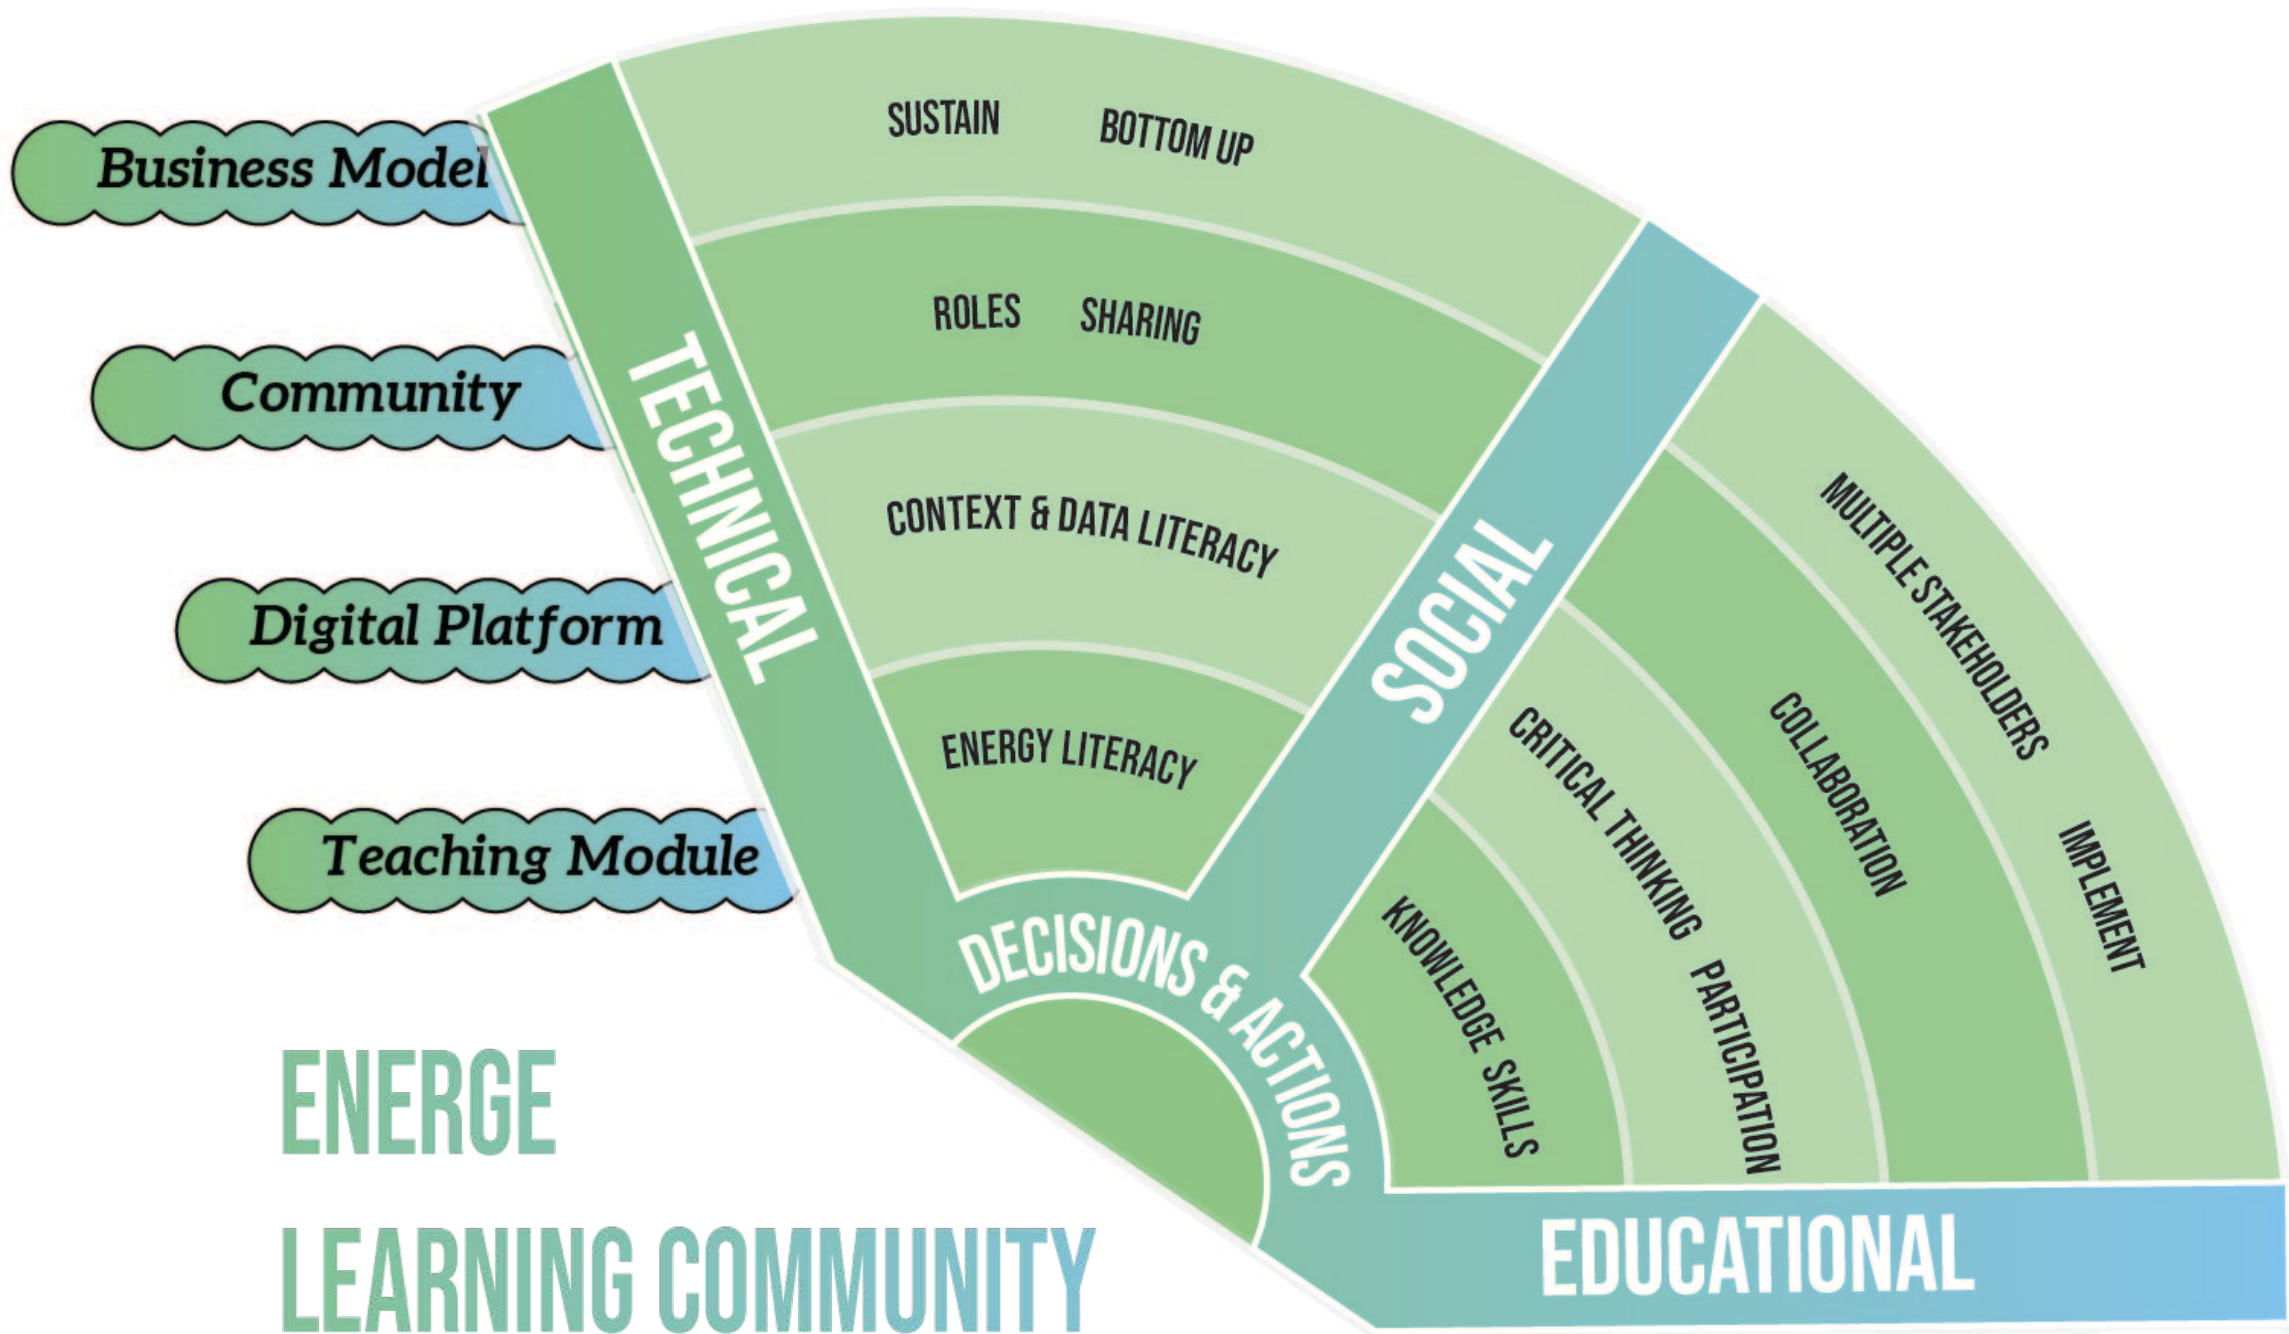 Business Model
Community
Digital Platform
Teaching Module
TECHNICAL
SUSTAIN BOTTOM UP
ROLES SHARING
CONTEXT & DATA LITERACY
ENERGY LITERACY
SOCIAL
MULTIPLE STAKEHOLDERS IMPLEMENT
COLLABORATION
CRITICAL THINKING PARTICIPATION
KNOWLEDGE SKILLS
DECISIONS & ACTIONS
EDUCATIONAL
ENERGE
LEARNING COMMUNITY